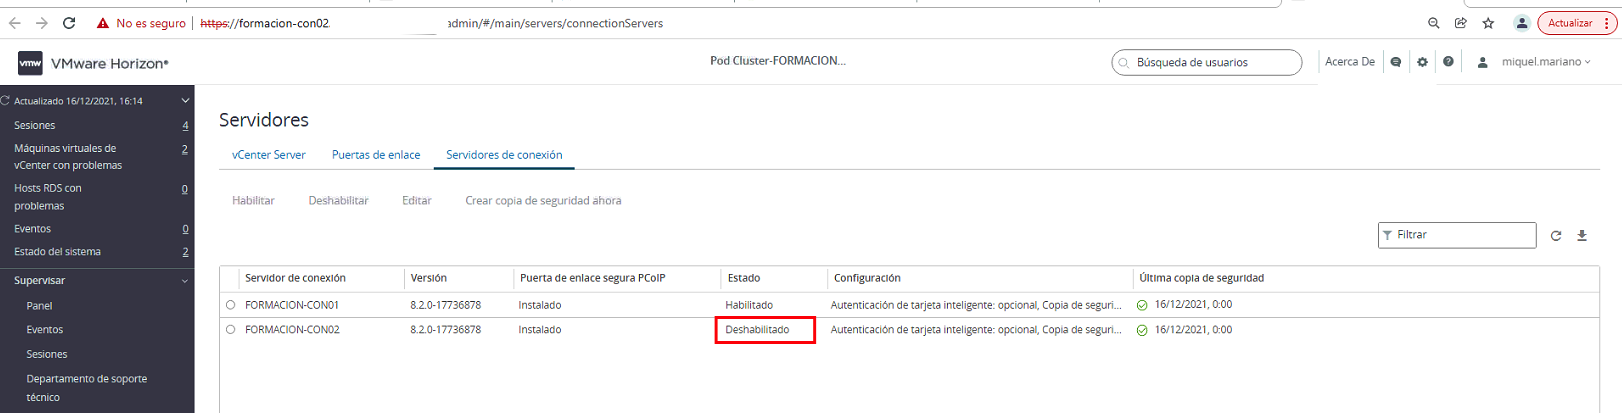 No es seguro https://formacion-con02. admin/#/main/servers/connectionServers Actualizar
vmw VMware Horizon® Pod Cluster-FORMACION... Búsqueda de usuarios Acerca De miquel.mariano
Actualizado 16/12/2021, 16:14
Sesiones 4
Máquinas virtuales de vCenter con problemas 2
Hosts RDS con problemas 0
Eventos 0
Estado del sistema 2
Supervisar
Panel
Eventos
Sesiones
Departamento de soporte técnico
Servidores
vCenter Server Puertas de enlace Servidores de conexión
Habilitar Deshabilitar Editar Crear copia de seguridad ahora
Filtrar
Servidor de conexión Versión Puerta de enlace segura PCoIP Estado Configuración Última copia de seguridad
FORMACION-CON01 8.2.0-17736878 Instalado Habilitado Autenticación de tarjeta inteligente: opcional, Copia de seguri... 16/12/2021, 0:00
FORMACION-CON02 8.2.0-17736878 Instalado Deshabilitado Autenticación de tarjeta inteligente: opcional, Copia de seguri... 16/12/2021, 0:00